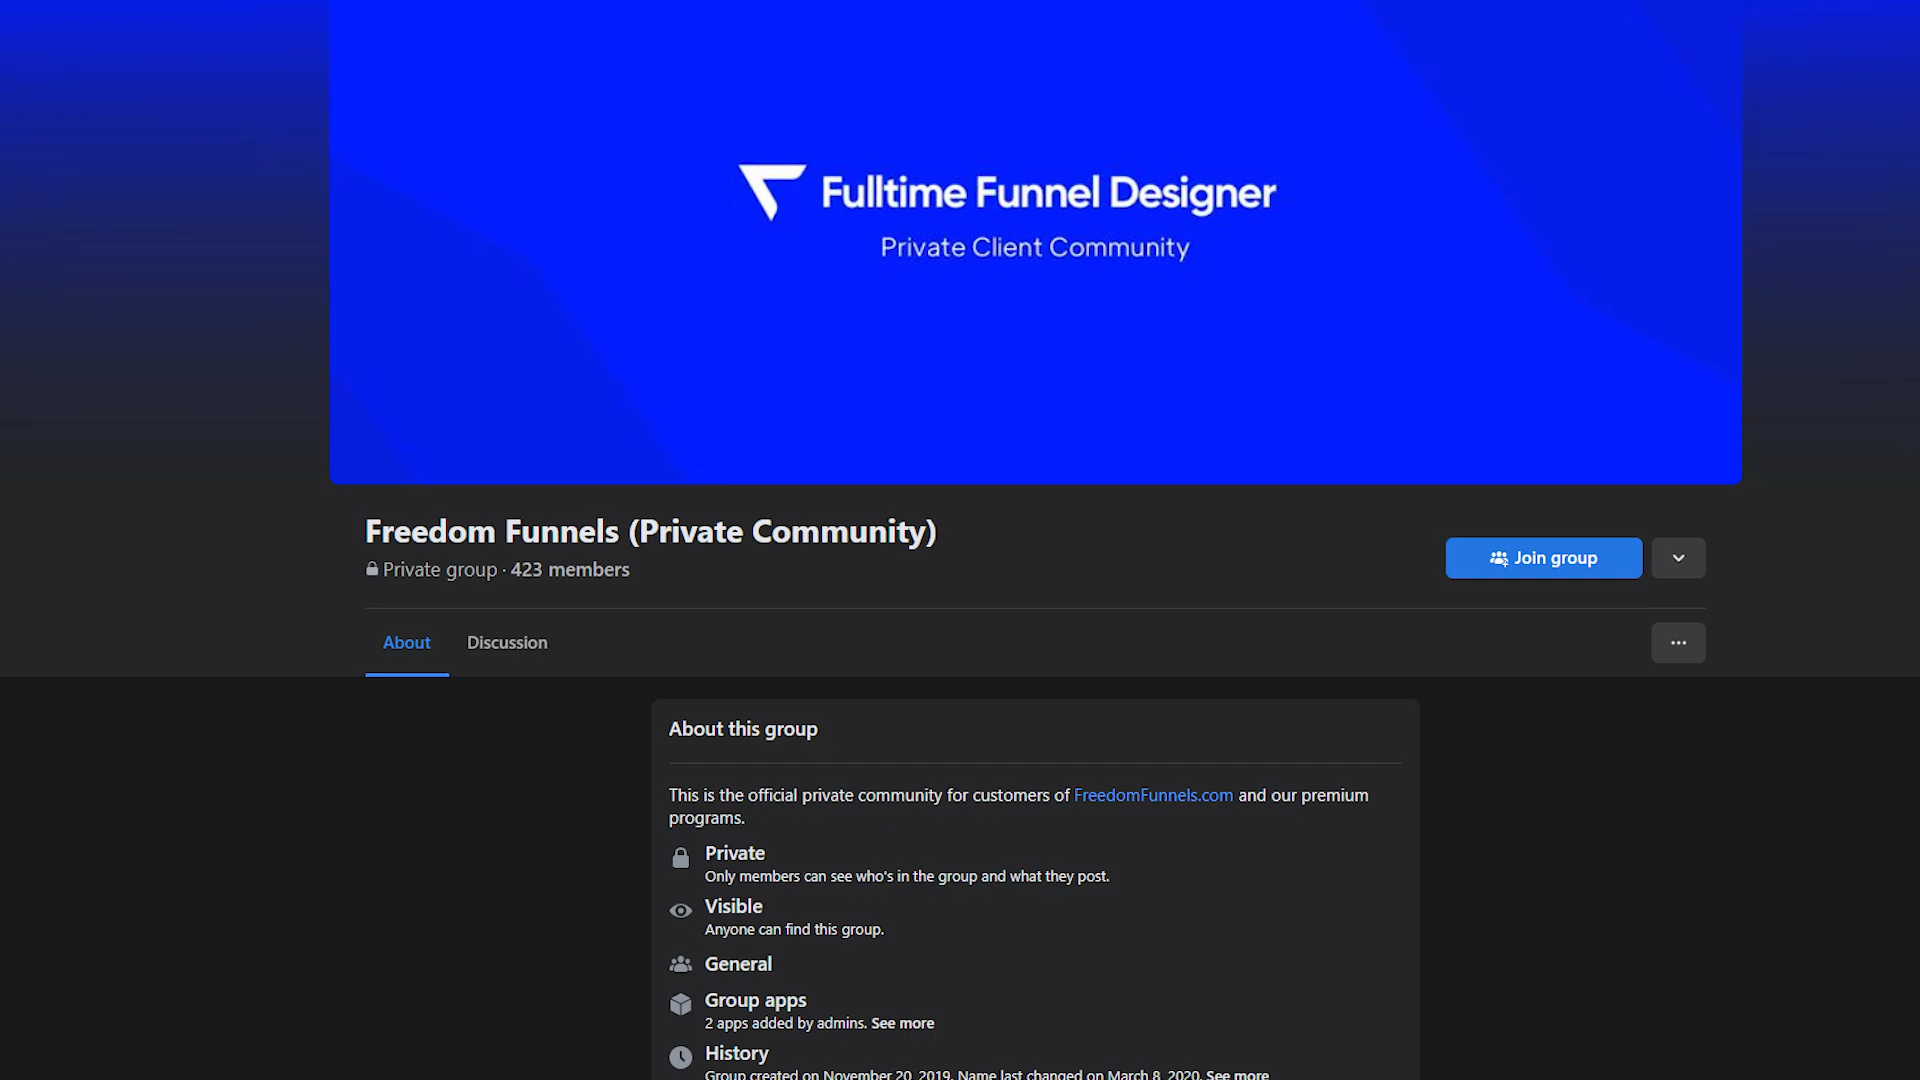 Fulltime Funnel Designer
Private Client Community
Freedom Funnels (Private Community)
Private group · 423 members
Join group
About
Discussion
About this group
This is the official private community for customers of FreedomFunnels.com and our premium
programs.
Private
Only members can see who's in the group and what they post.
Visible
Anyone can find this group.
General
Group apps
2 apps added by admins. See more
History
Group created on November 20, 2019. Name last changed on March 8, 2020. See more